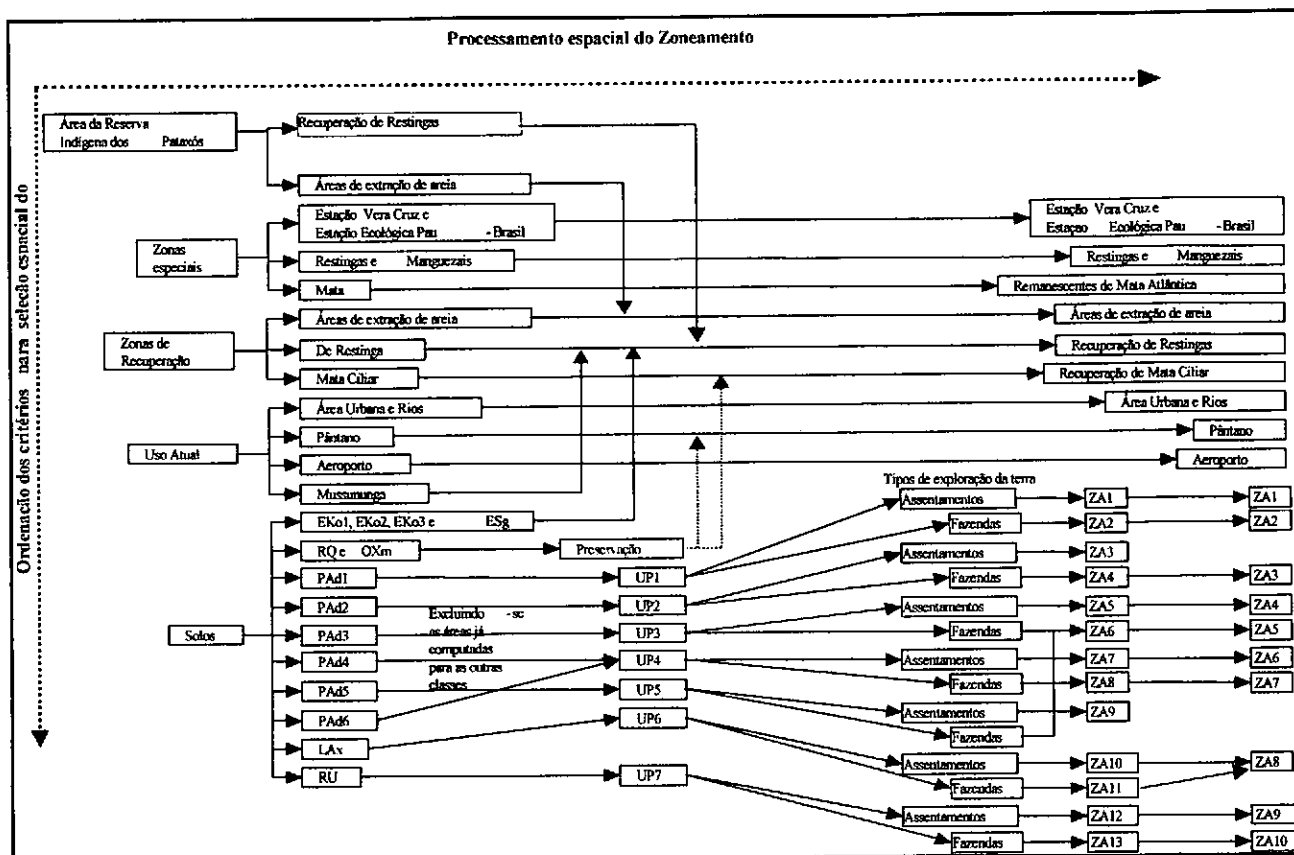 Processamento espacial do Zoneamento
Ordenação dos critérios para seleção espacial do
Área da Reserva
Indígena dos Pataxós
Recuperação de Restingas
Áreas de extração de areia
Zonas
especiais
Estação Vera Cruz e
Estação Ecológica Pau -Brasil
Estação Vera Cruz e
Estaçao Ecológica Pau -Brasil
Restingas e Manguezais
Restingas e Manguezais
Mata
Remanescentes de Mata Atlântica
Zonas de
Recuperação
Áreas de extração de areia
Áreas de extração de areia
De Restinga
Recuperação de Restingas
Mata Ciliar
Recuperação de Mata Ciliar
Uso Atual
Área Urbana e Rios
Área Urbana e Rios
Pântano
Pântano
Aeroporto
Aeroporto
Mussununga
Tipos de exploração da terra
Solos
EKo1, EKo2, EKo3 e ESg
RQ e OXm
Preservação
PAd1
PAd2
PAd3
PAd4
PAd5
PAd6
LAx
RU
Excluindo -se
as áreas já
computadas
para as outras
classes
UP1
UP2
UP3
UP4
UP5
UP6
UP7
Assentamentos
ZA1
ZA1
Fazendas
ZA2
ZA2
Assentamentos
ZA3
Fazendas
ZA4
ZA3
Assentamentos
ZA5
ZA4
Fazendas
ZA6
ZA5
Assentamentos
ZA7
ZA6
Fazendas
ZA8
ZA7
Assentamentos
ZA9
Fazendas
Assentamentos
ZA10
ZA8
Fazendas
ZA11
Assentamentos
ZA12
ZA9
Fazendas
ZA13
ZA10